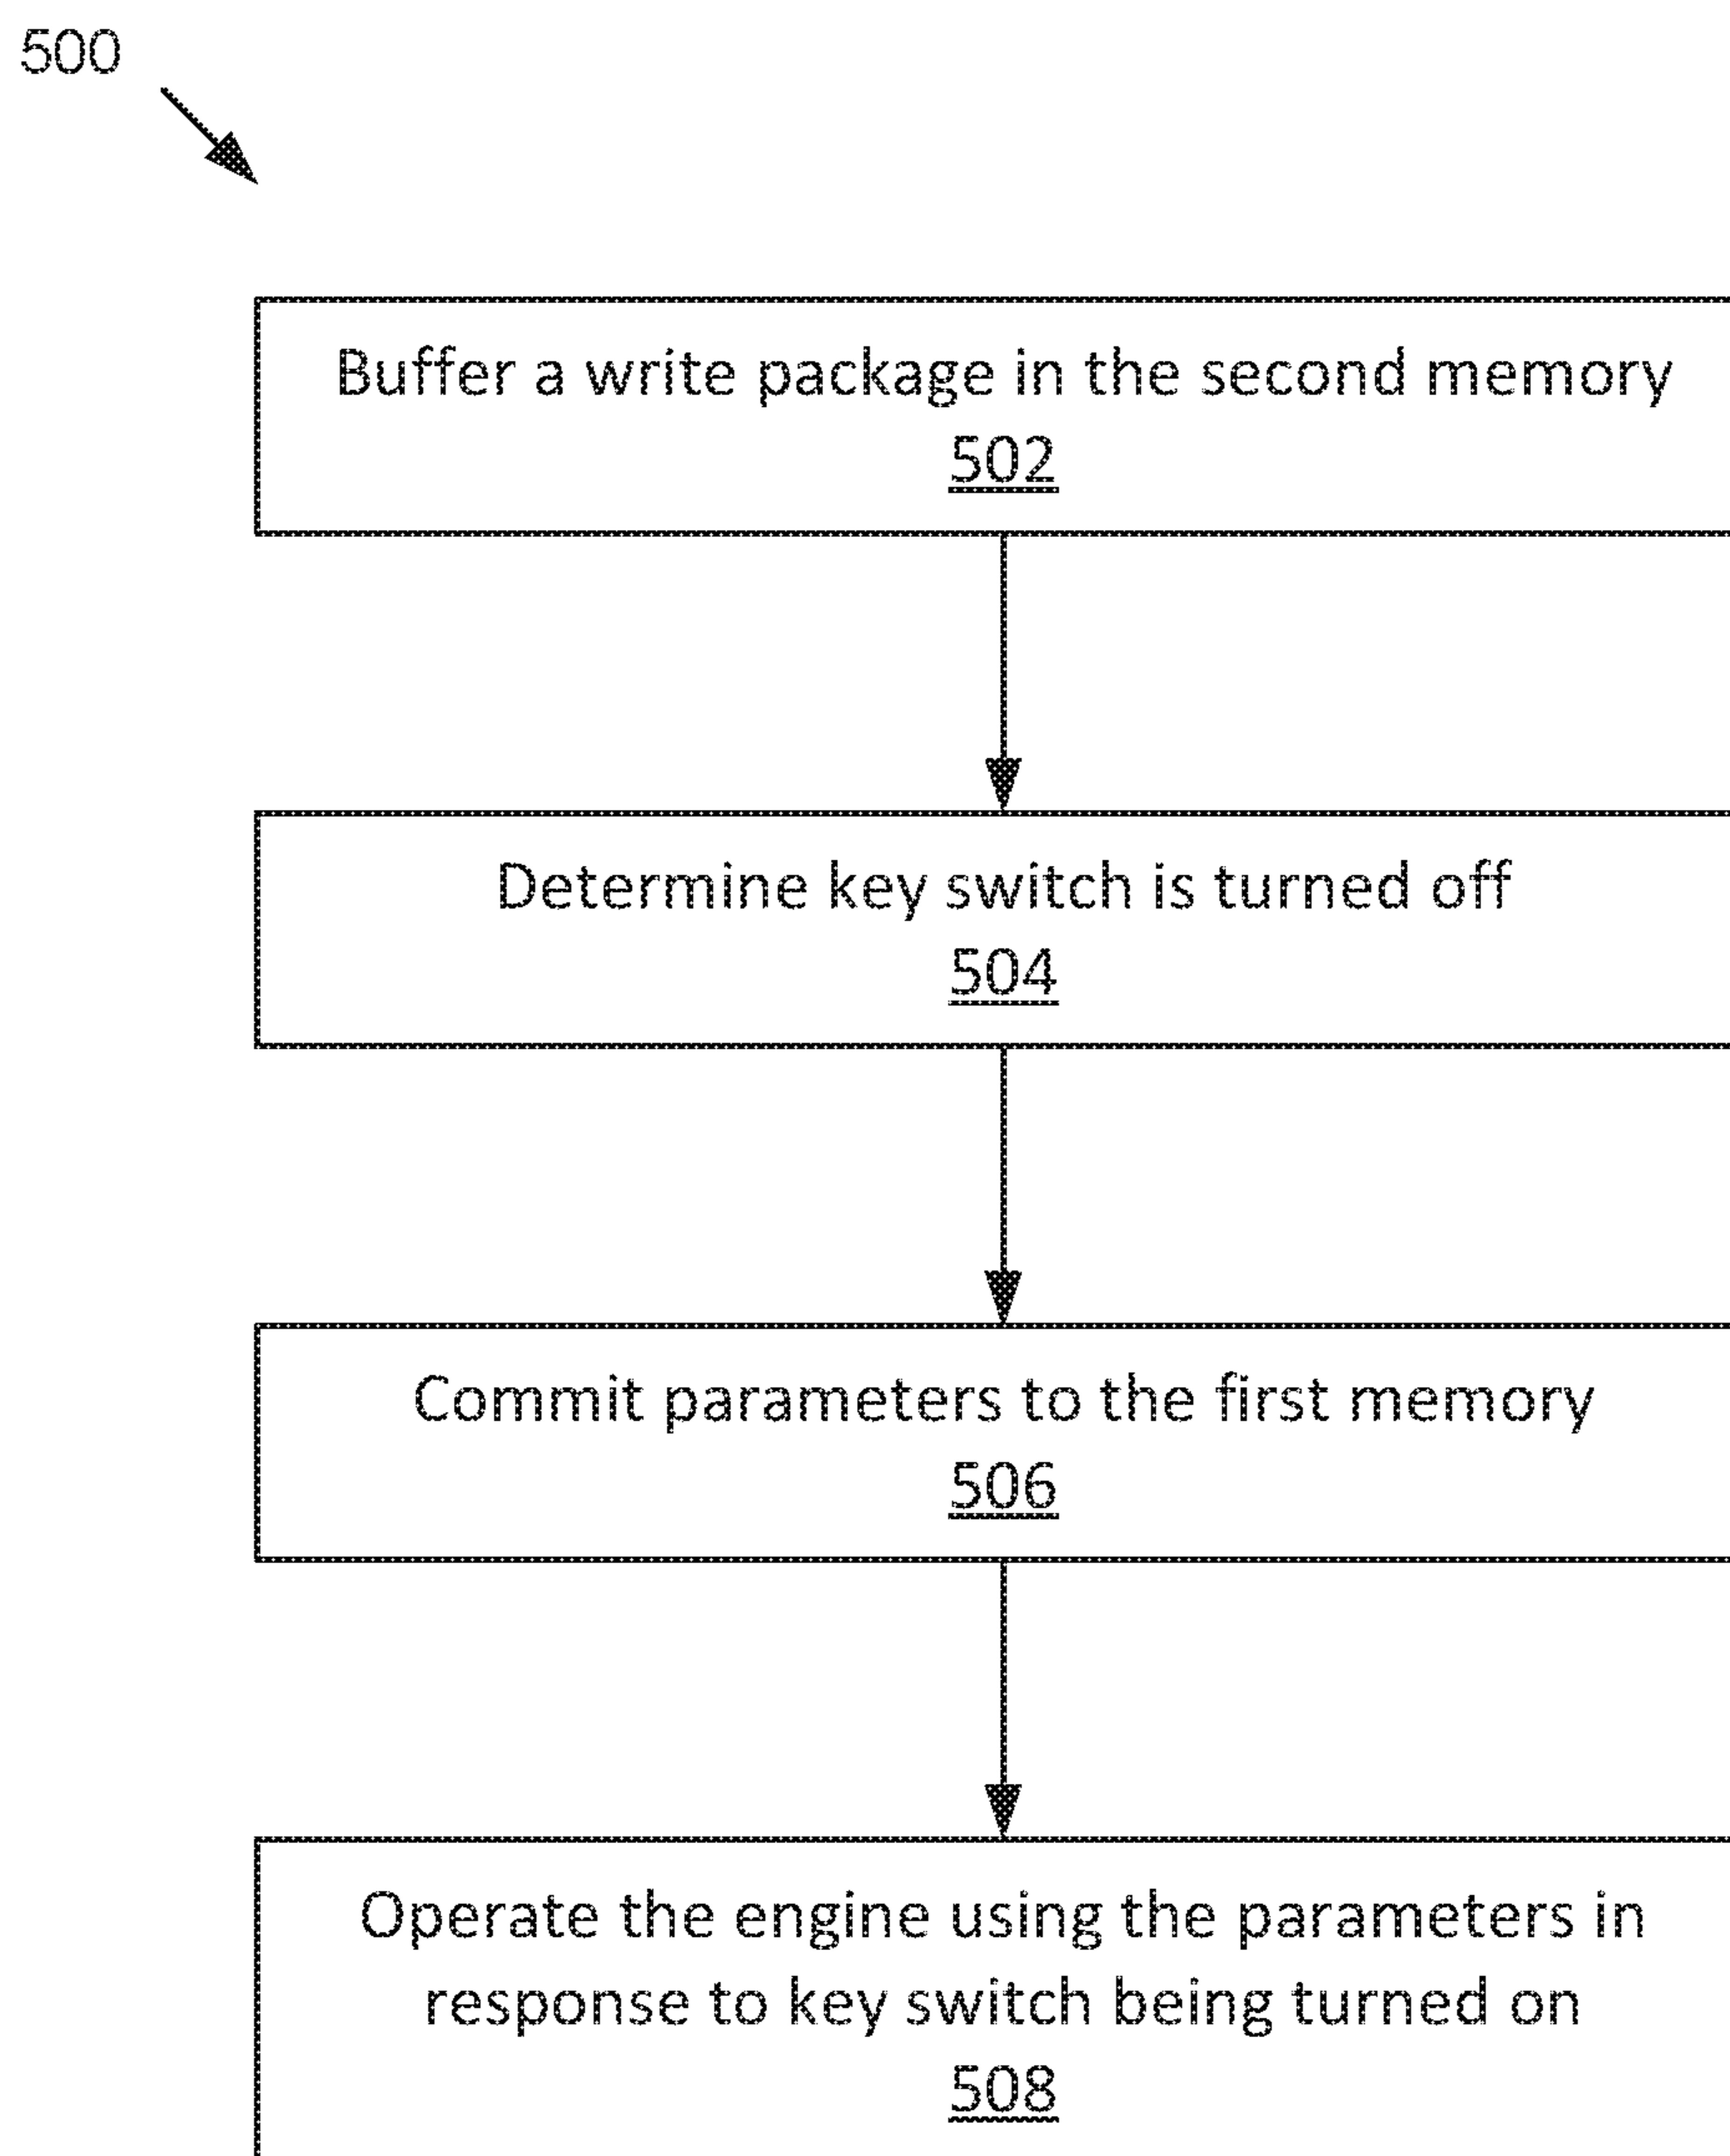 500
Buffer a write package in the second memory
502
Determine key switch is turned off
504
Commit parameters to the first memory
506
Operate the engine using the parameters in
response to key switch being turned on
508